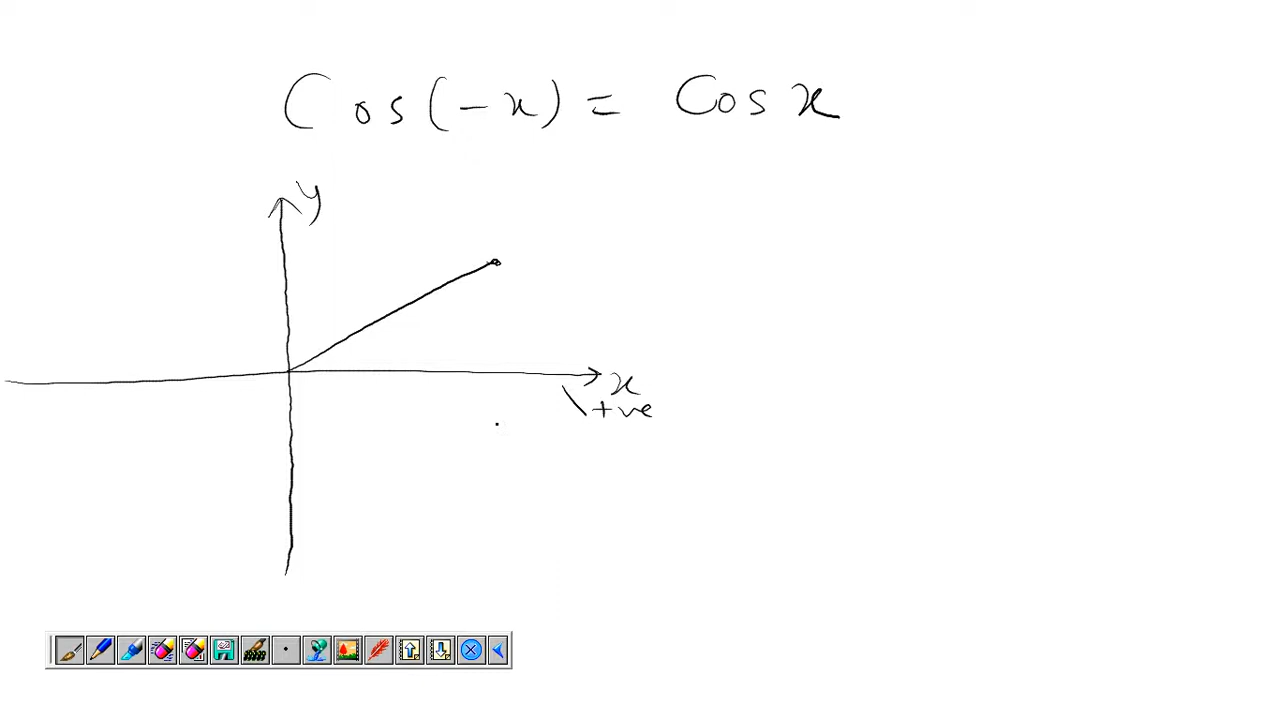 Cos(-x) = Cos x
y
x
+ve